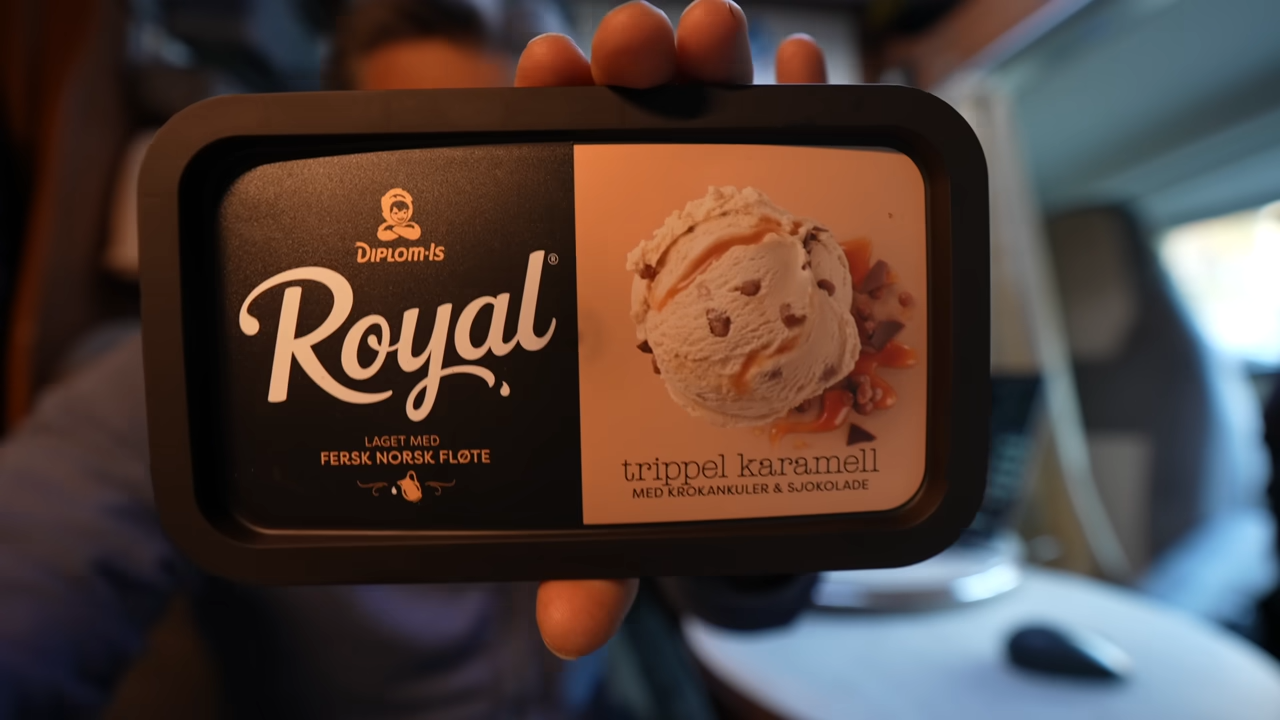 DIPLOM-IS
Royal®
LAGET MED
FERSK NORSK FLØTE
trippel karamell
MED KROKANKULER & SJOKOLADE